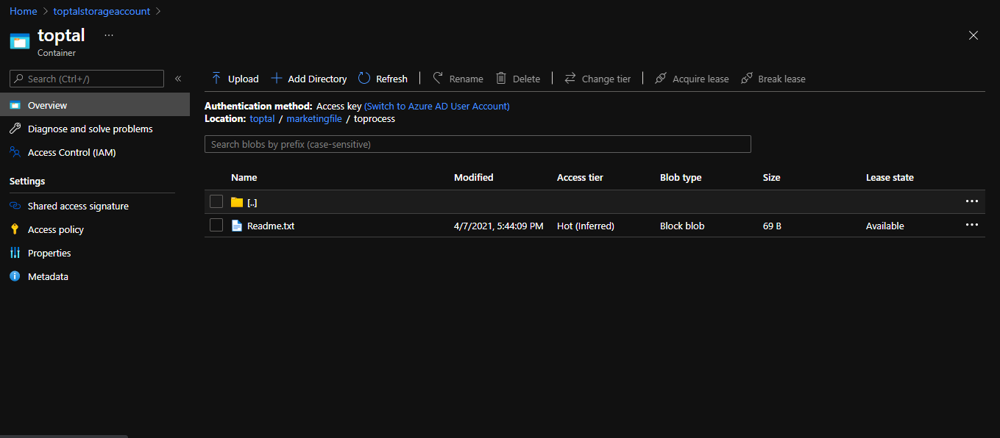 Home > toptalstorageaccount >
toptal ...
Container
Search (Ctrl+/) «
Overview
Diagnose and solve problems
Access Control (IAM)
Settings
Shared access signature
Access policy
Properties
Metadata
Upload Add Directory Refresh Rename Delete Change tier Acquire lease Break lease
Authentication method: Access key (Switch to Azure AD User Account)
Location: toptal / marketingfile / toprocess
Search blobs by prefix (case-sensitive)
Name Modified Access tier Blob type Size Lease state
[..]
Readme.txt 4/7/2021, 5:44:09 PM Hot (Inferred) Block blob 69 B Available